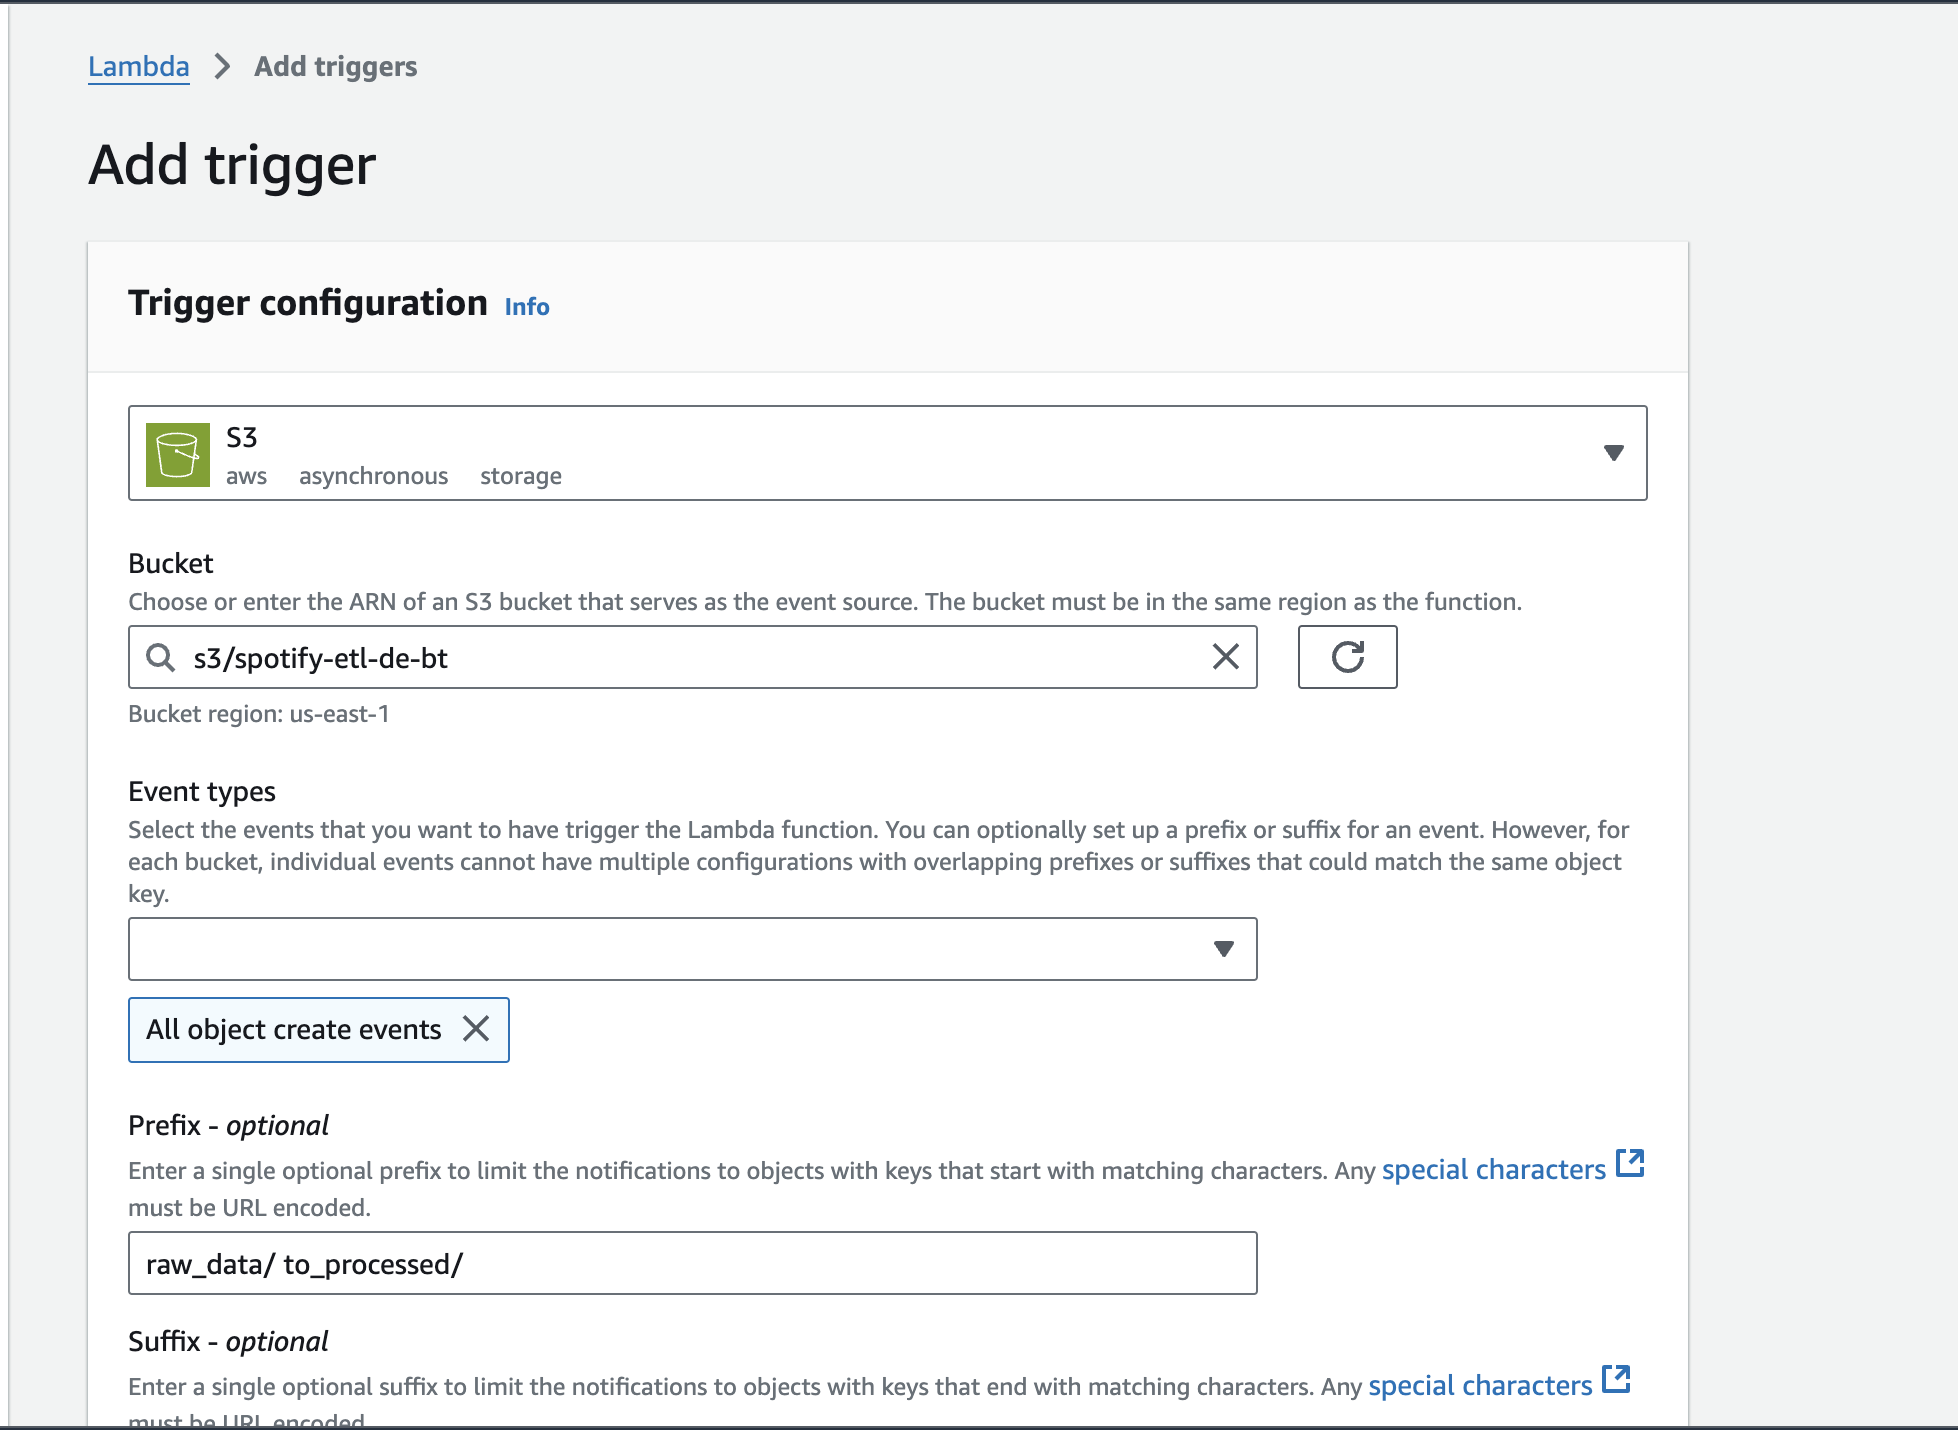 Lambda > Add triggers
Add trigger
Trigger configuration Info
S3
aws asynchronous storage
Bucket
Choose or enter the ARN of an S3 bucket that serves as the event source. The bucket must be in the same region as the function.
s3/spotify-etl-de-bt
Bucket region: us-east-1
Event types
Select the events that you want to have trigger the Lambda function. You can optionally set up a prefix or suffix for an event. However, for
each bucket, individual events cannot have multiple configurations with overlapping prefixes or suffixes that could match the same object
key.
All object create events
Prefix - optional
Enter a single optional prefix to limit the notifications to objects with keys that start with matching characters. Any special characters
must be URL encoded.
raw_data/ to_processed/
Suffix - optional
Enter a single optional suffix to limit the notifications to objects with keys that end with matching characters. Any special characters
must be URL encoded